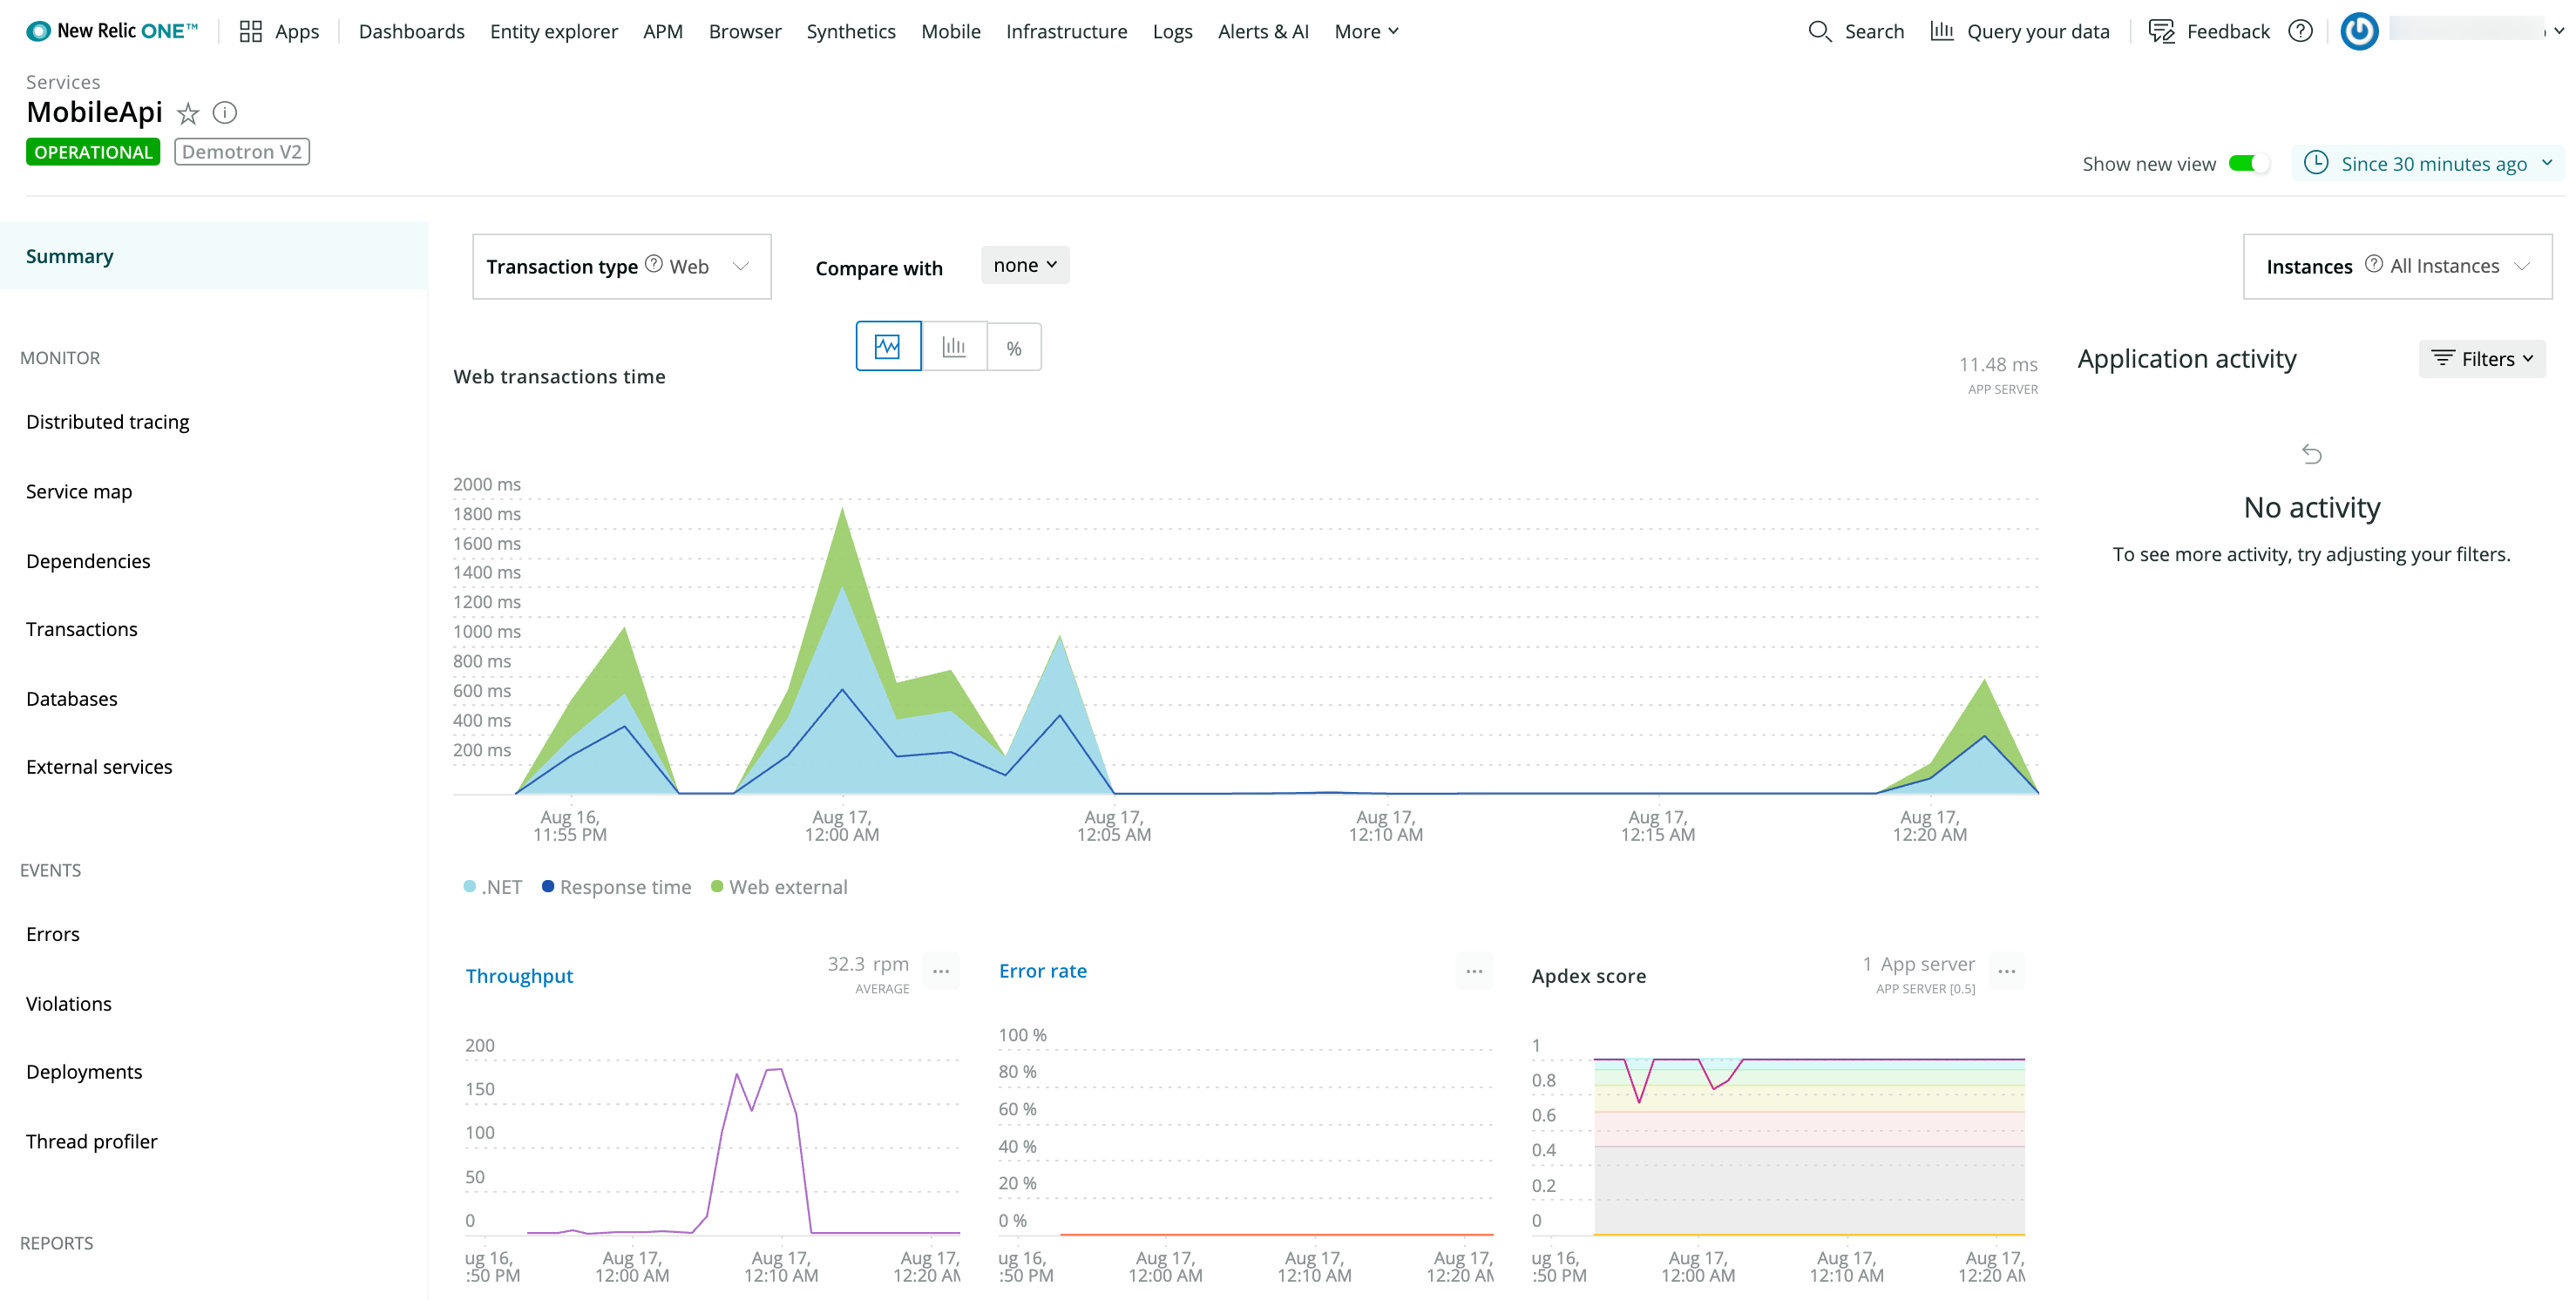 New Relic ONE™ Apps Dashboards Entity explorer APM Browser Synthetics Mobile Infrastructure Logs Alerts & AI More Search Query your data Feedback ?
Services
MobileApi
OPERATIONAL Demotron V2
Show new view Since 30 minutes ago
Summary
MONITOR
Distributed tracing
Service map
Dependencies
Transactions
Databases
External services
EVENTS
Errors
Violations
Deployments
Thread profiler
REPORTS
Transaction type ? Web
Compare with none
Instances ? All Instances
%
Web transactions time
11.48 ms
APP SERVER
2000 ms
1800 ms
1600 ms
1400 ms
1200 ms
1000 ms
800 ms
600 ms
400 ms
200 ms
Aug 16, Aug 17, Aug 17, Aug 17, Aug 17, Aug 17,
11:55 PM 12:00 AM 12:05 AM 12:10 AM 12:15 AM 12:20 AM
.NET Response time Web external
Application activity Filters
No activity
To see more activity, try adjusting your filters.
Throughput
32.3 rpm
AVERAGE
...
200
150
100
50
0
ug 16, Aug 17, Aug 17, Aug 17,
:50 PM 12:00 AM 12:10 AM 12:20 AM
Error rate
...
100 %
80 %
60 %
40 %
20 %
0 %
ug 16, Aug 17, Aug 17, Aug 17,
:50 PM 12:00 AM 12:10 AM 12:20 AM
Apdex score
1 App server
APP SERVER [0.5]
...
1
0.8
0.6
0.4
0.2
0
ug 16, Aug 17, Aug 17, Aug 17,
:50 PM 12:00 AM 12:10 AM 12:20 AM